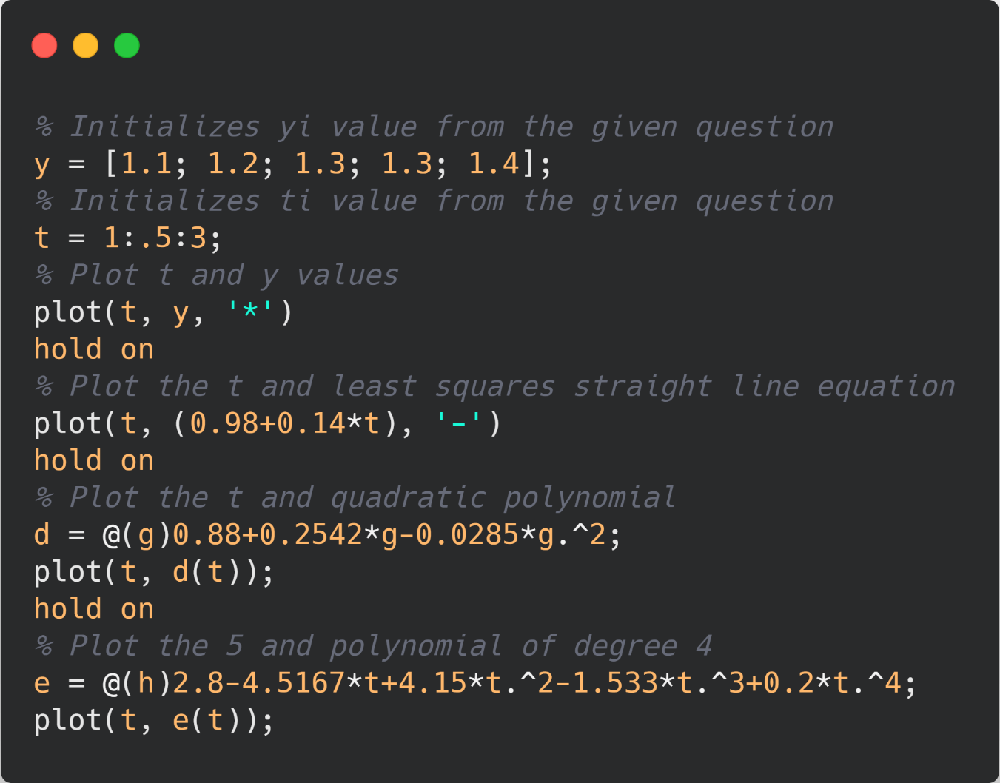 % Initializes yi value from the given question
y = [1.1; 1.2; 1.3; 1.3; 1.4];
% Initializes ti value from the given question
t = 1:.5:3;
% Plot t and y values
plot(t, y, '*')
hold on
% Plot the t and least squares straight line equation
plot(t, (0.98+0.14*t), '-')
hold on
% Plot the t and quadratic polynomial
d = @(g)0.88+0.2542*g-0.0285*g.^2;
plot(t, d(t));
hold on
% Plot the 5 and polynomial of degree 4
e = @(h)2.8-4.5167*t+4.15*t.^2-1.533*t.^3+0.2*t.^4;
plot(t, e(t));